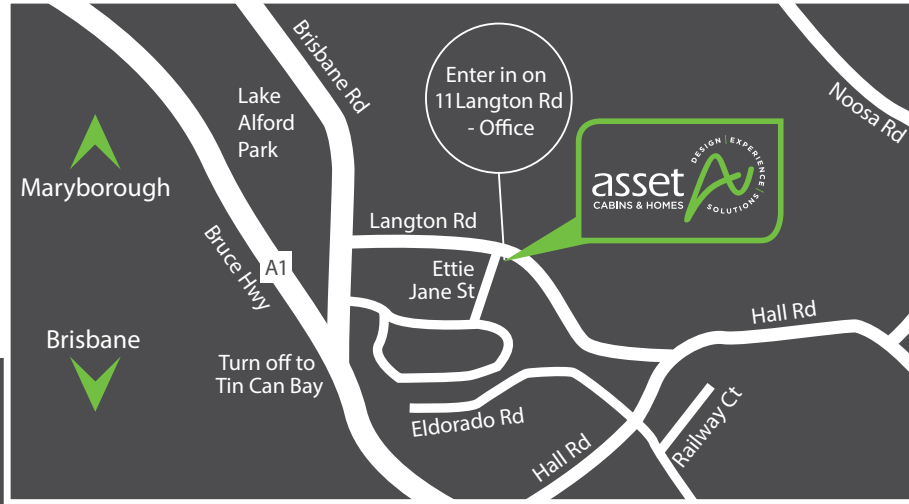 Brisbane Rd
Lake
Alford
Park
Enter in on
11 Langton Rd
- Office
Noosa Rd
asset
CABINS & HOMES
DESIGN | EXPERIENCE | SOLUTIONS
Maryborough
Langton Rd
Bruce Hwy
A1
Ettie
Jane St
Hall Rd
Brisbane
Turn off to
Tin Can Bay
Eldorado Rd
Hall Rd
Railway Ct